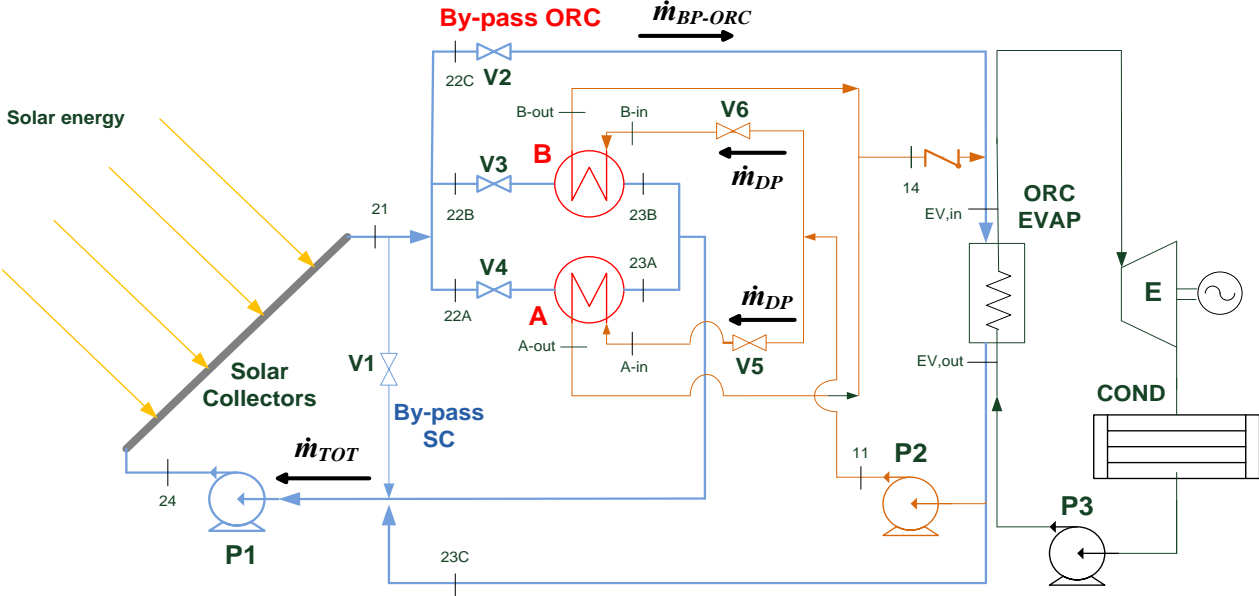 By-pass ORC
ṁBP-ORC
22C
V2
Solar energy
B-out
B-in
V6
B
V3
ṁDP
14
21
22B
23B
EV,in
ORC
EVAP
V4
23A
22A
A
ṁDP
E
A-out
A-in
V5
V1
EV,out
Solar
Collectors
By-pass
SC
COND
ṁTOT
24
11
P2
P1
P3
23C